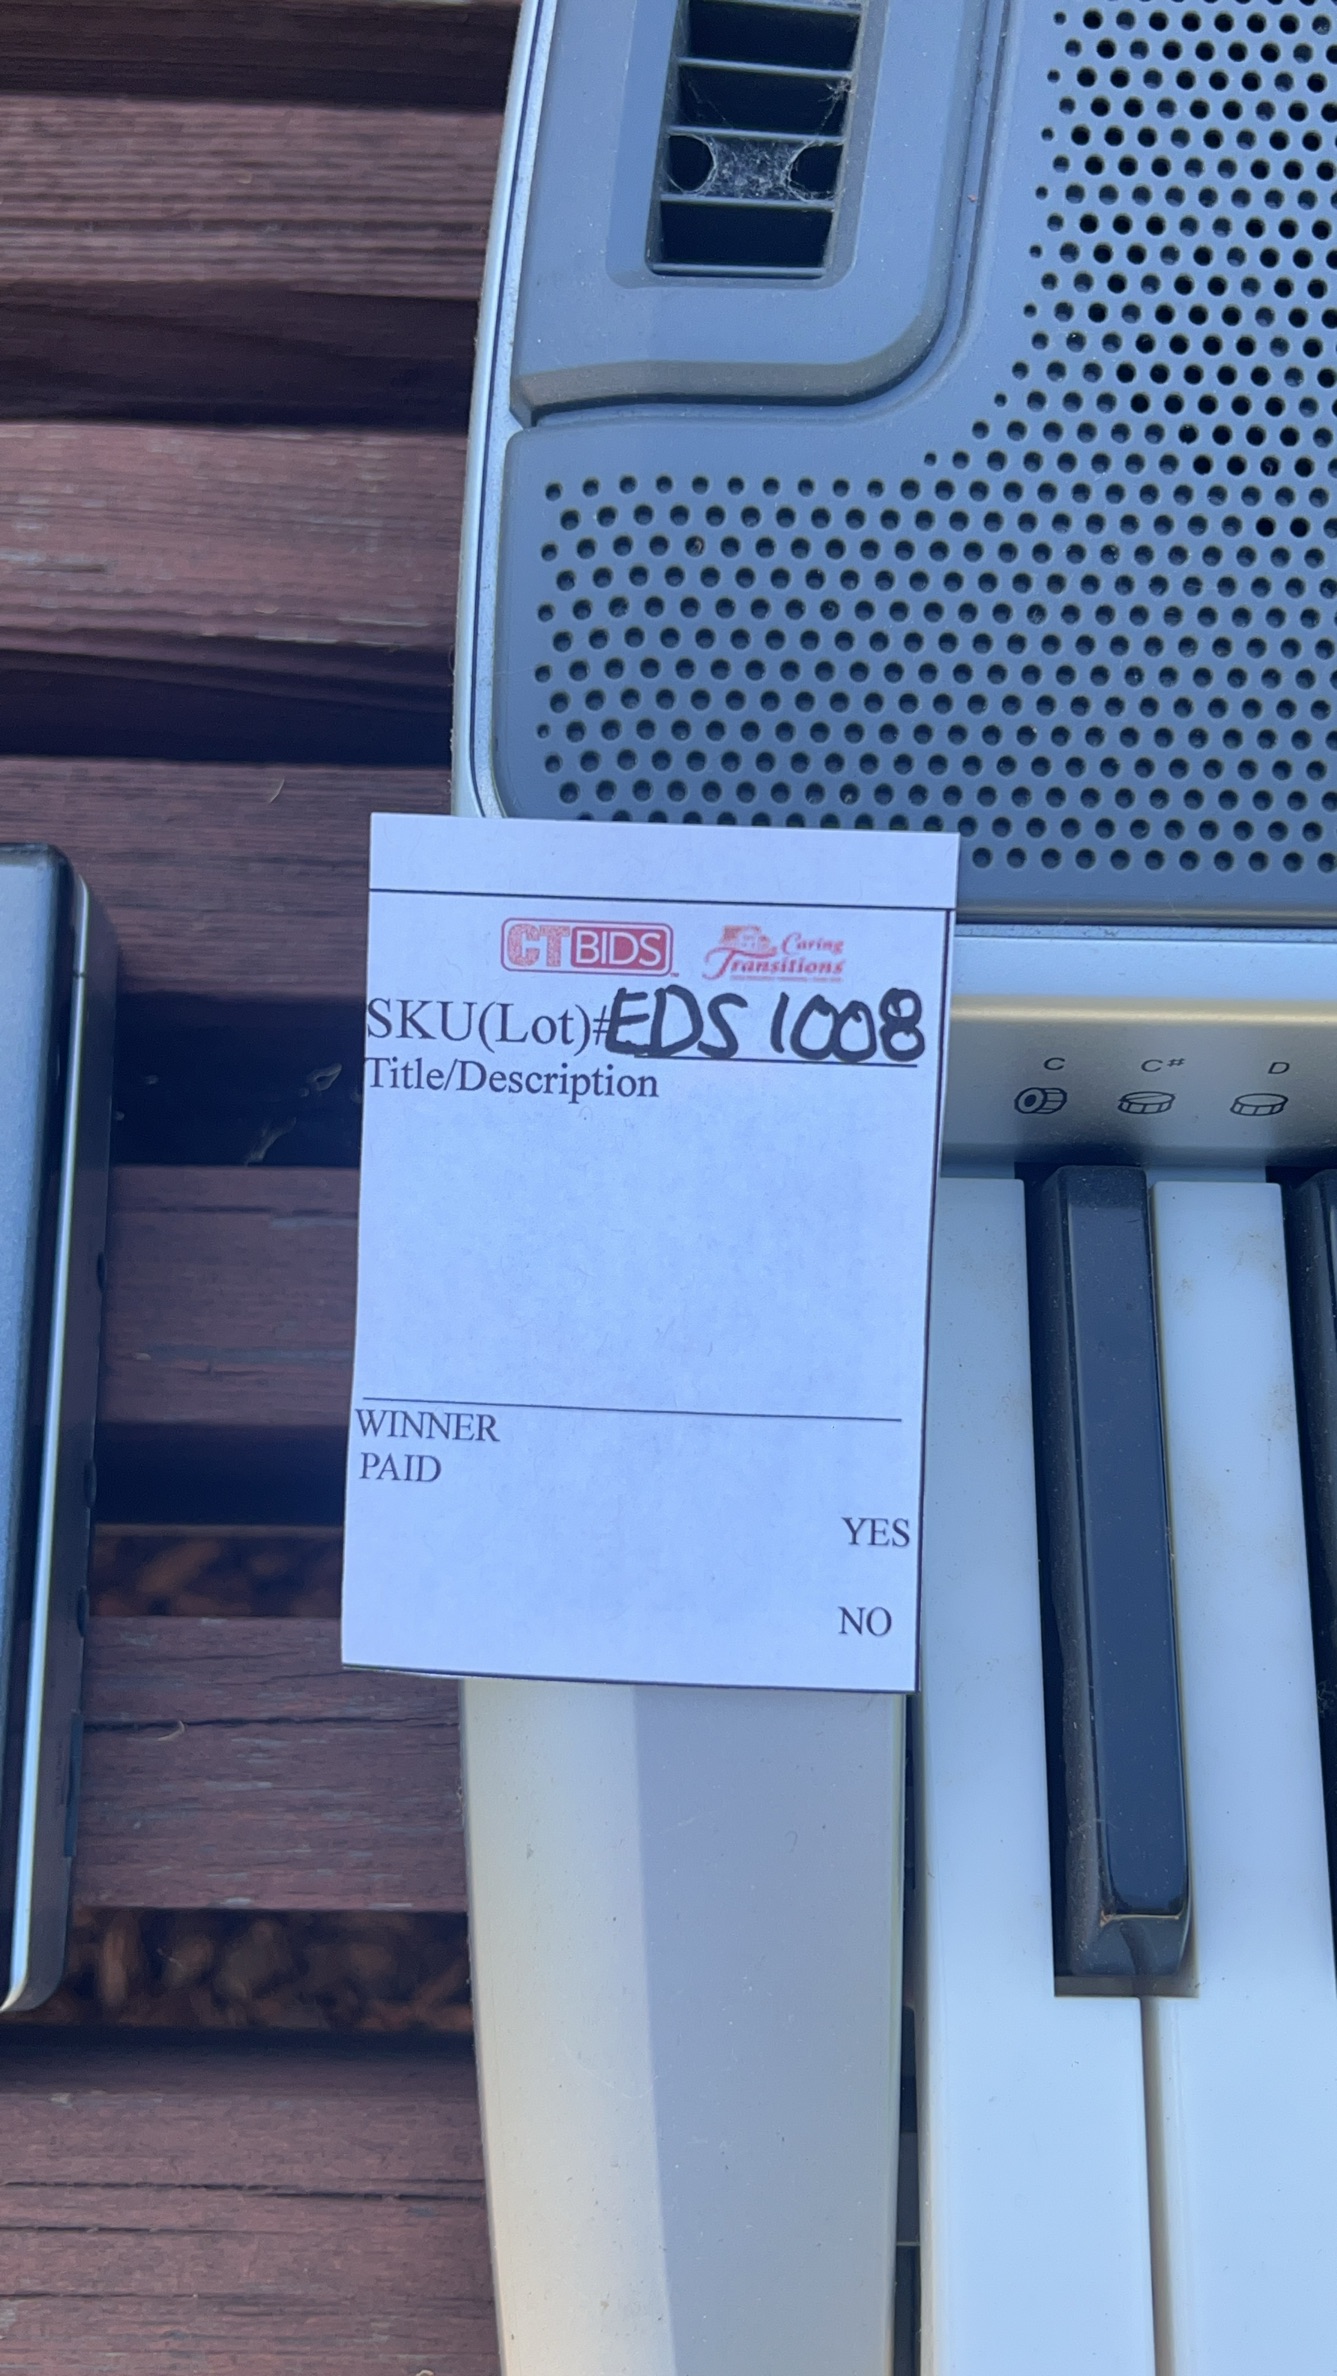 CTBIDS Caring Transitions
SKU(Lot)#EDS 1008
Title/Description
C C# D
WINNER
PAID
YES
NO